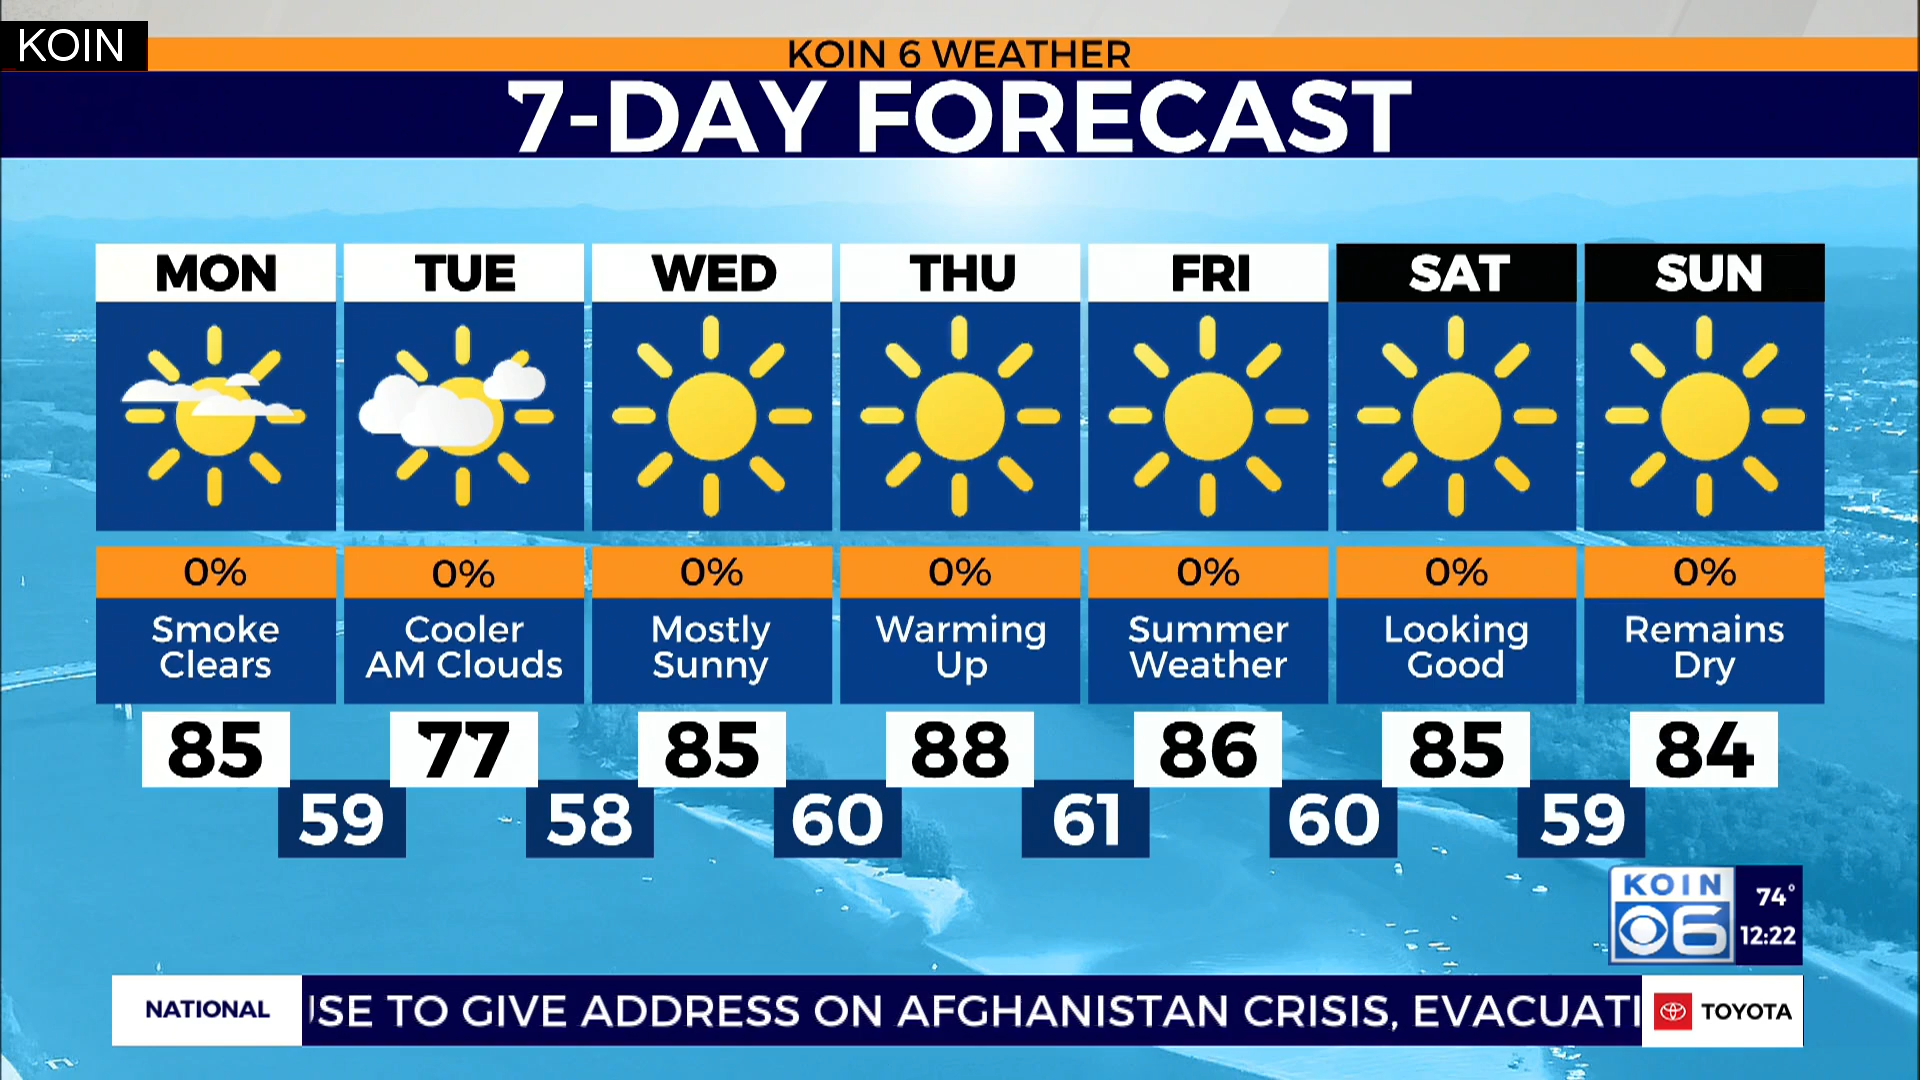 KOIN
KOIN 6 WEATHER
7-DAY FORECAST
MON TUE WED THU FRI SAT SUN
0% 0% 0% 0% 0% 0% 0%
Smoke Clears
Cooler AM Clouds
Mostly Sunny
Warming Up
Summer Weather
Looking Good
Remains Dry
85 77 85 88 86 85 84
59 58 60 61 60 59
KOIN 6
74°
12:22
NATIONAL
USE TO GIVE ADDRESS ON AFGHANISTAN CRISIS, EVACUATI
TOYOTA